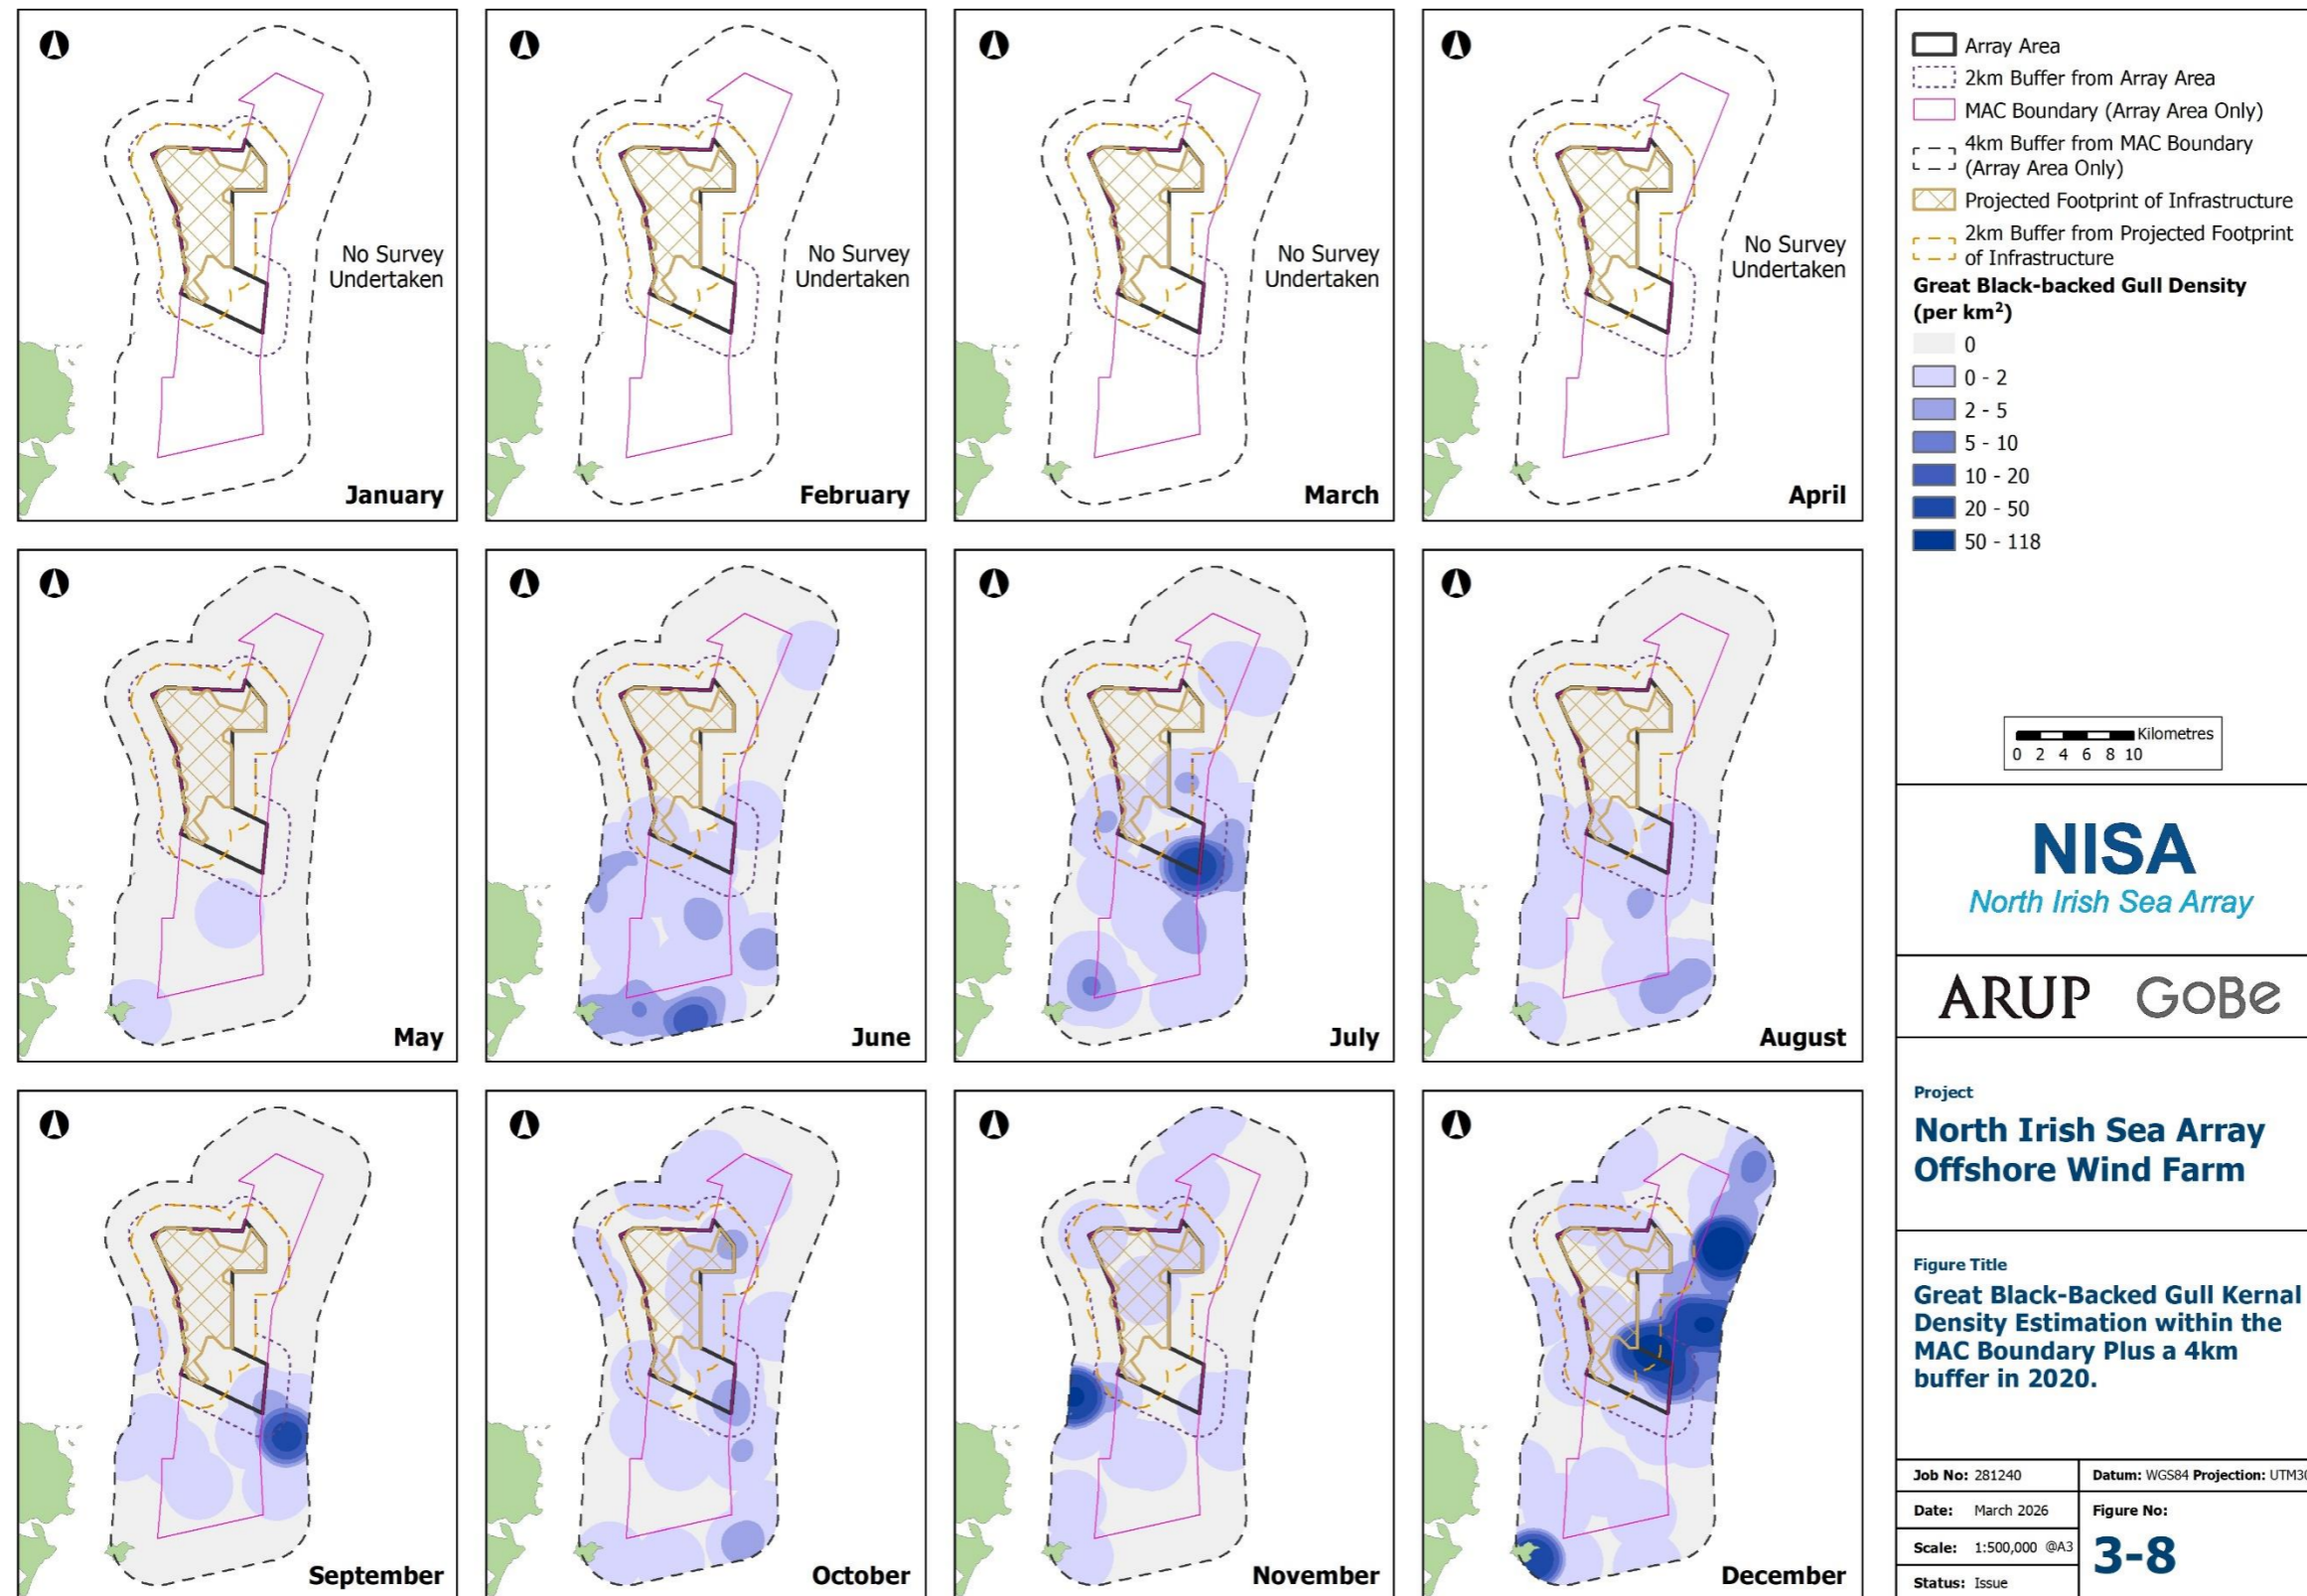 No Survey
Undertaken
January
No Survey
Undertaken
February
No Survey
Undertaken
March
No Survey
Undertaken
April
May
June
July
August
September
October
November
December
Array Area
2km Buffer from Array Area
MAC Boundary (Array Area Only)
4km Buffer from MAC Boundary
(Array Area Only)
Projected Footprint of Infrastructure
2km Buffer from Projected Footprint
of Infrastructure
Great Black-backed Gull Density
(per km²)
0
0 - 2
2 - 5
5 - 10
10 - 20
20 - 50
50 - 118
Kilometres
0 2 4 6 8 10
NISA
North Irish Sea Array
ARUP GoBe
Project
North Irish Sea Array
Offshore Wind Farm
Figure Title
Great Black-Backed Gull Kernal
Density Estimation within the
MAC Boundary Plus a 4km
buffer in 2020.
Job No: 281240 Datum: WGS84 Projection:
Date: March 2026 Figure No:
Scale: 1:500,000 @A3 3-8
Status: Issue